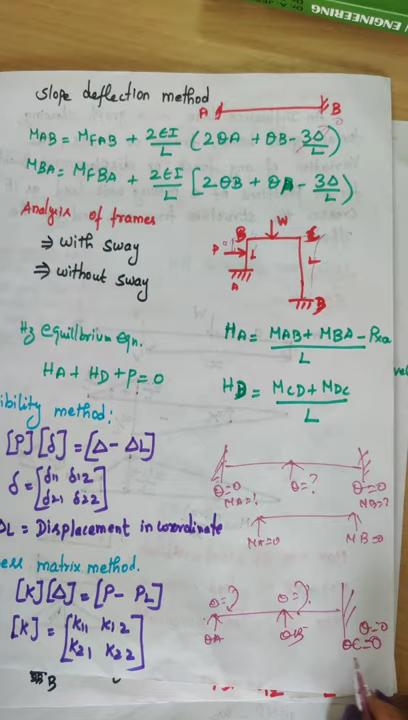 ENGINEERING
slope deflection method
A B
MAB = MFAB + 2EI/L (2θA + θB - 3Δ/L)
MBA = MFBA + 2EI/L [2θB + θA - 3Δ/L)
Analysis of frames
⇒ with sway
⇒ without sway
W
B
P
L
A
L
Hz equilbrium eqn.
HA + HD + P = 0
HA = MAB + MBA - Pxa / L
HD = MCD + MDC / L
ibility method:
[P][δ] = [Δ - ΔL]
δ = [δ11 δ12
δ21 δ22]
ΔL = Displacement in coordinate
θ=0 θ=? θ=0
MA=? MB=?
MA=0 MB=0
ess matrix method.
[K][Δ] = [P - PL]
[K] = [K11 K12
K21 K22]
θ=? θ=?
θA θB θ=0
θC=0
B